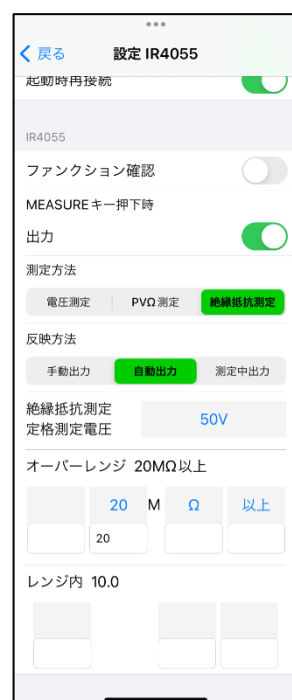 戻る 設定 IR4055
起動時再接続
IR4055
ファンクション確認
MEASUREキー押下時
出力
測定方法
電圧測定 PVΩ測定 絶縁抵抗測定
反映方法
手動出力 自動出力 測定中出力
絶縁抵抗測定
定格測定電圧 50V
オーバーレンジ 20MΩ以上
20 M Ω 以上
20
レンジ内 10.0